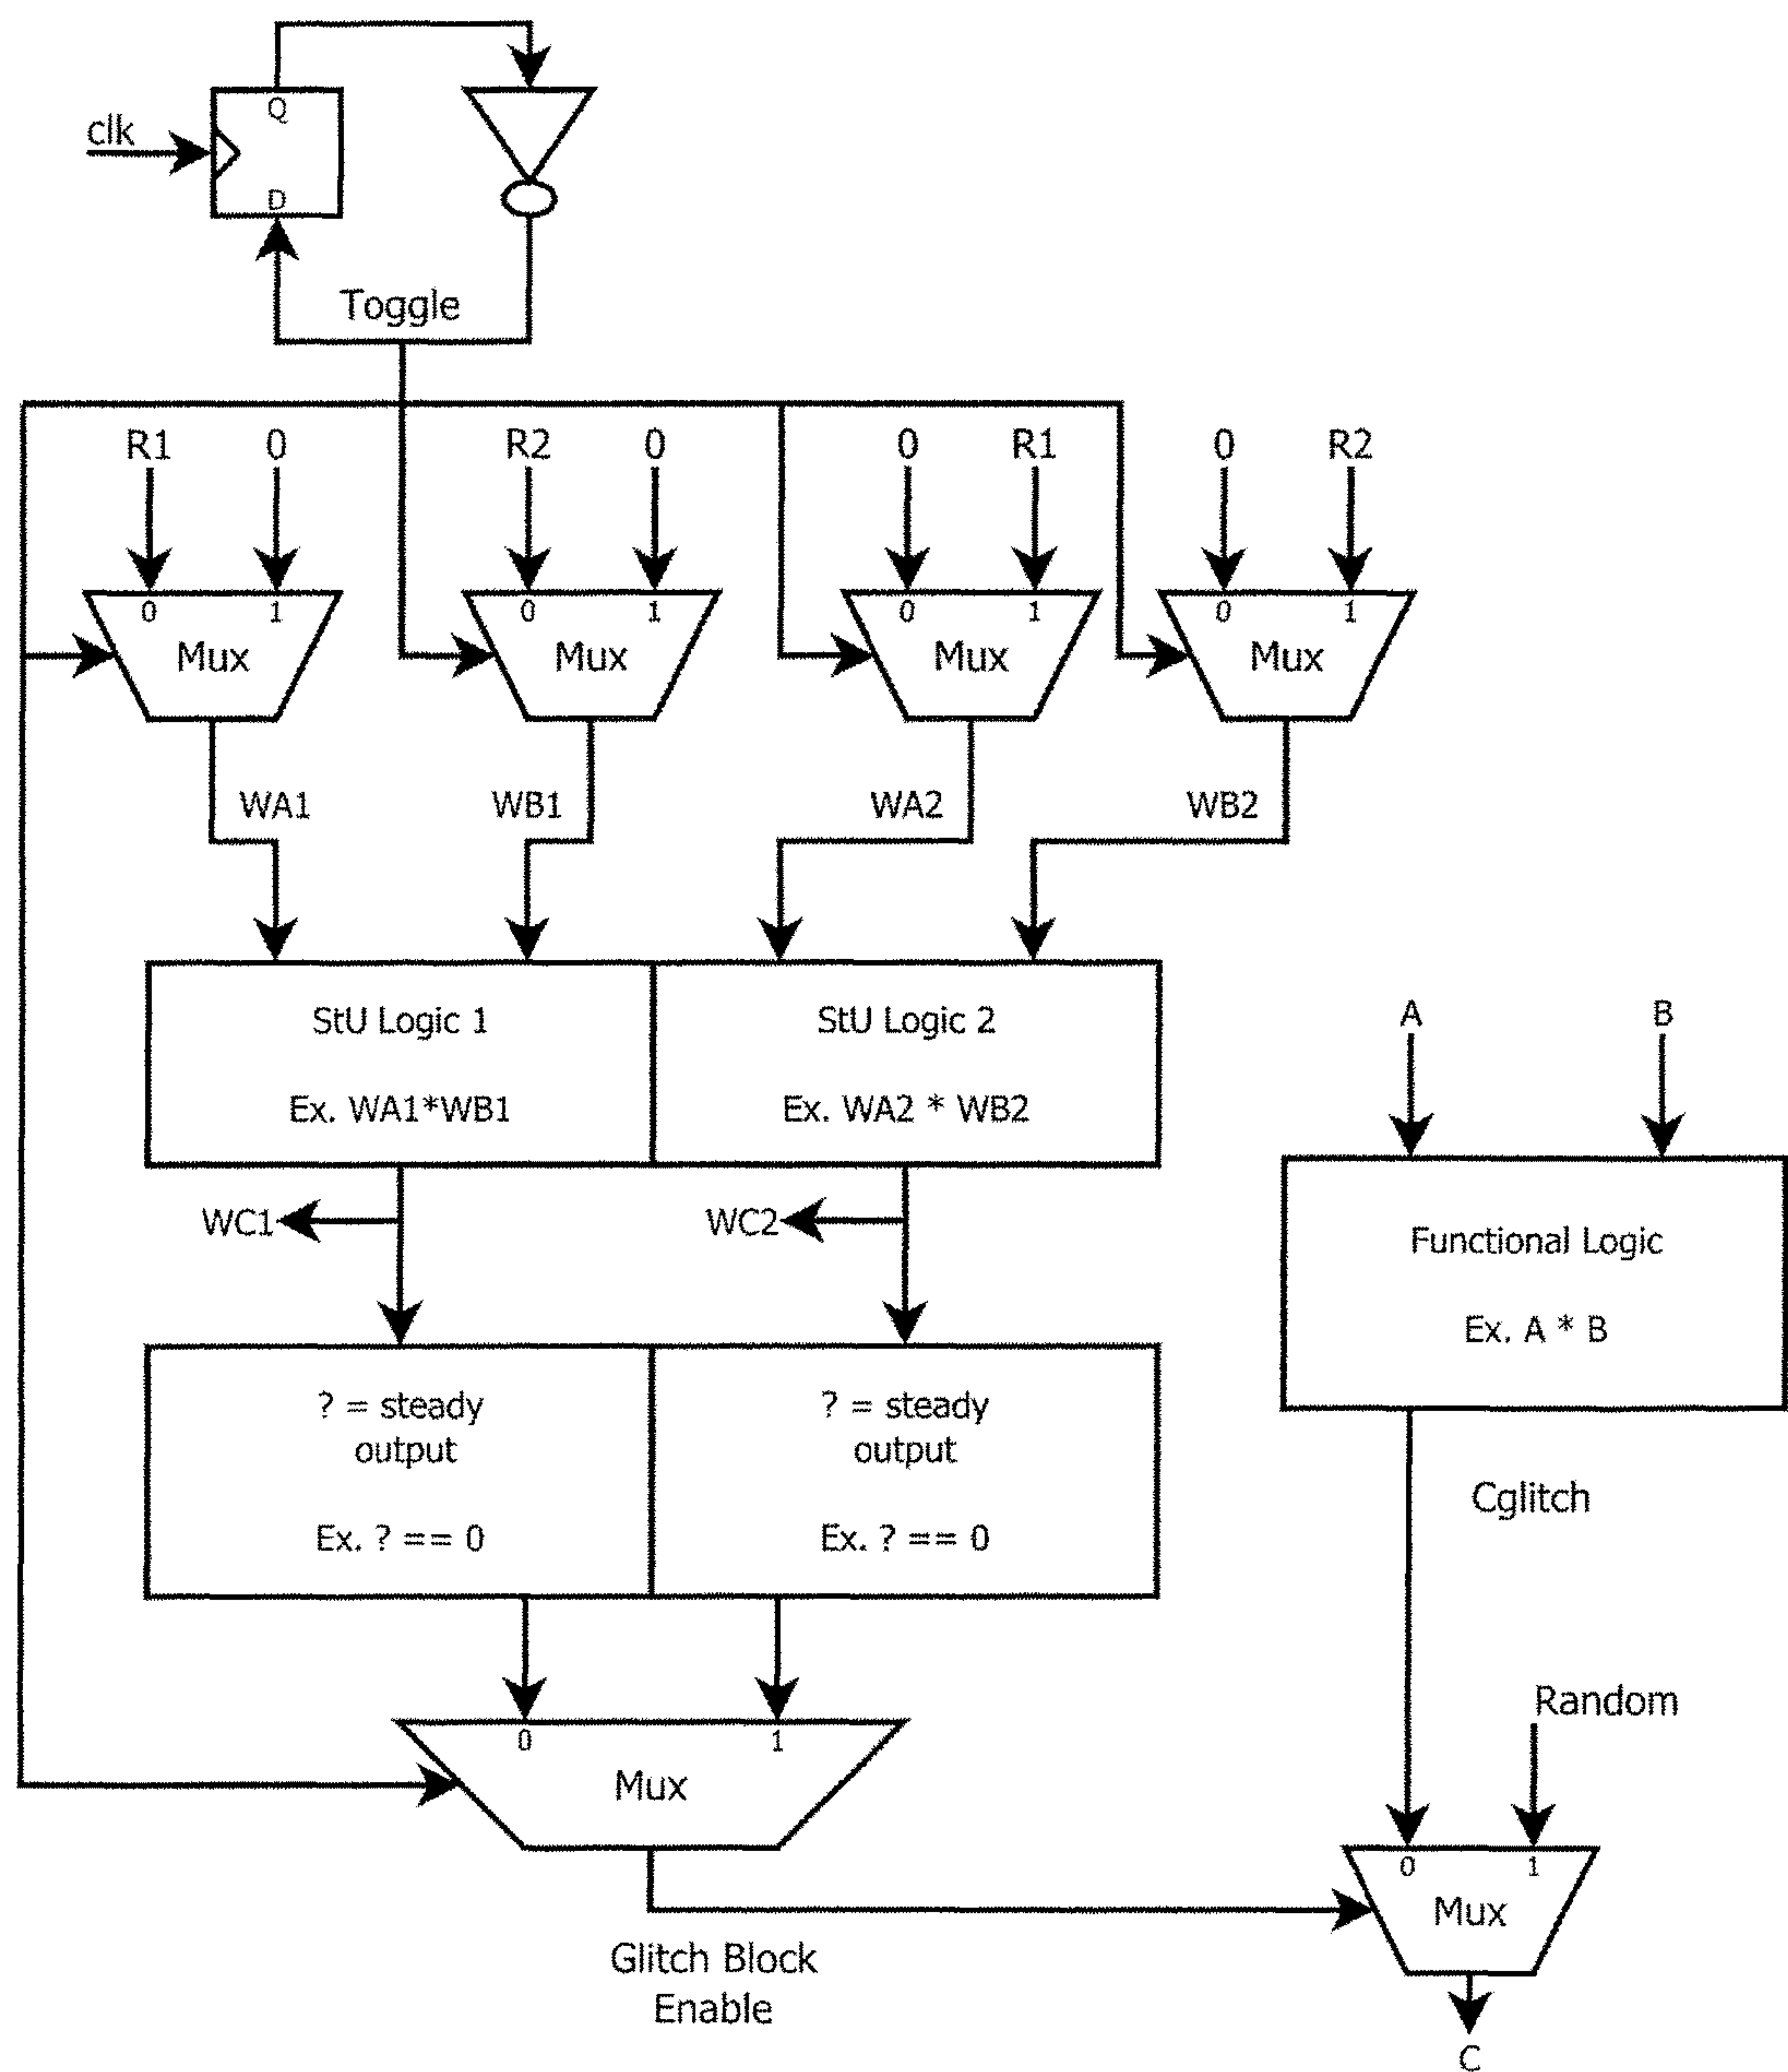 Q
clk
D
Toggle
R1 0 R2 0 0 R1 0 R2
0 1 0 1 0 1 0 1
Mux Mux Mux Mux
WA1 WB1 WA2 WB2
StU Logic 1
Ex. WA1*WB1
StU Logic 2
Ex. WA2 * WB2
A B
WC1 WC2
Functional Logic
Ex. A * B
? = steady
output
Ex. ? == 0
? = steady
output
Ex. ? == 0
Cglitch
Random
0 1
Mux
0 1
Mux
Glitch Block
Enable
C